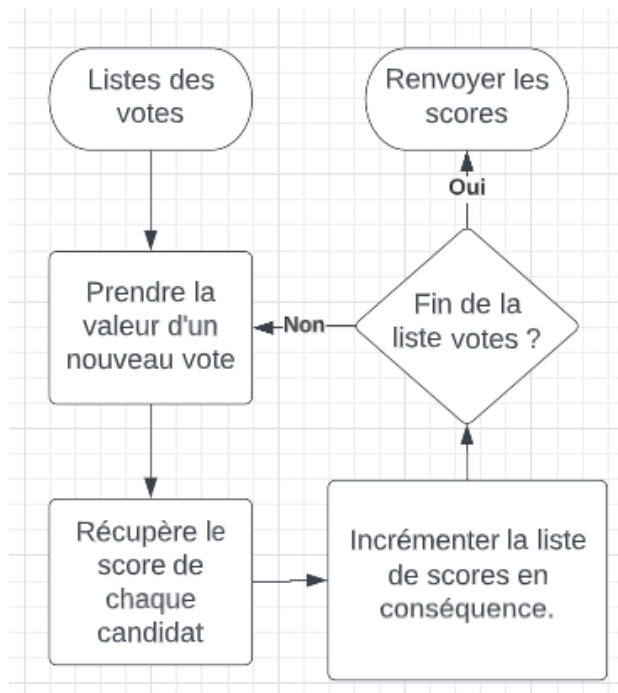 Listes des
votes
Prendre la
valeur d'un
nouveau vote
Récupère le
score de
chaque
candidat
Incrémenter la liste
de scores en
conséquence.
Fin de la
liste votes ?
Non
Oui
Renvoyer les
scores